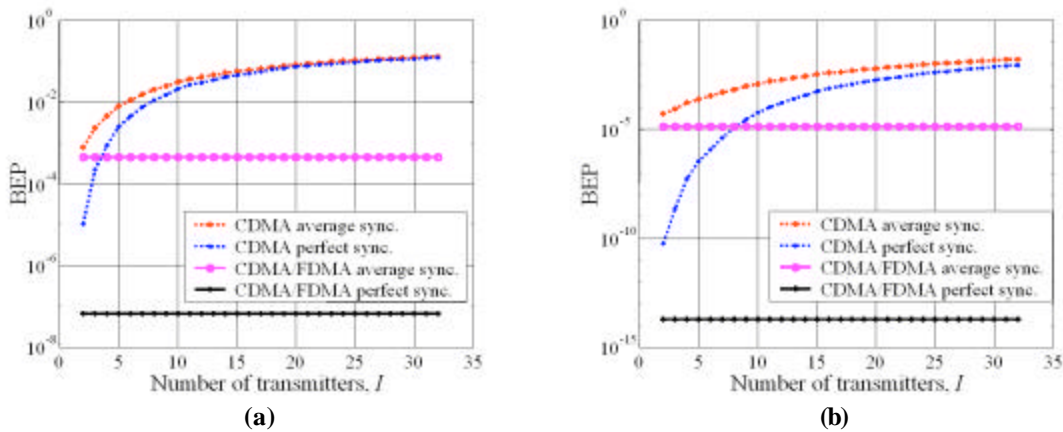 10^0
10^-2
10^-4
10^-6
10^-8
BEP
CDMA average sync.
CDMA perfect sync.
CDMA/FDMA average sync.
CDMA/FDMA perfect sync.
0 5 10 15 20 25 30 35
Number of transmitters, I
(a)
10^0
10^-5
10^-10
10^-15
BEP
CDMA average sync.
CDMA perfect sync.
CDMA/FDMA average sync.
CDMA/FDMA perfect sync.
0 5 10 15 20 25 30 35
Number of transmitters, I
(b)